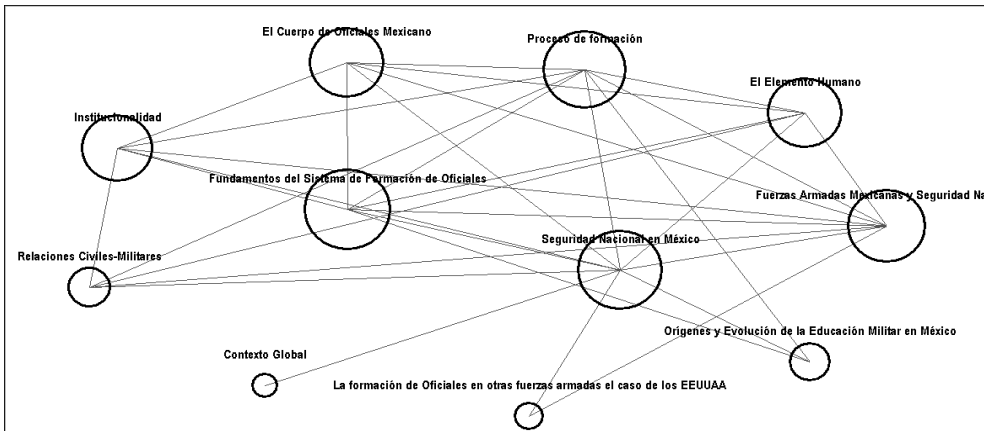 El Cuerpo de Oficiales Mexicano
Proceso de formación
El Elemento Humano
Institucionalidad
Fundamentos del Sistema de Formación de Oficiales
Fuerzas Armadas Mexicanas y Seguridad Na
Seguridad Nacional en México
Relaciones Civiles-Militares
Orígenes y Evolución de la Educación Militar en México
Contexto Global
La formación de Oficiales en otras fuerzas armadas el caso de los EEUUAA